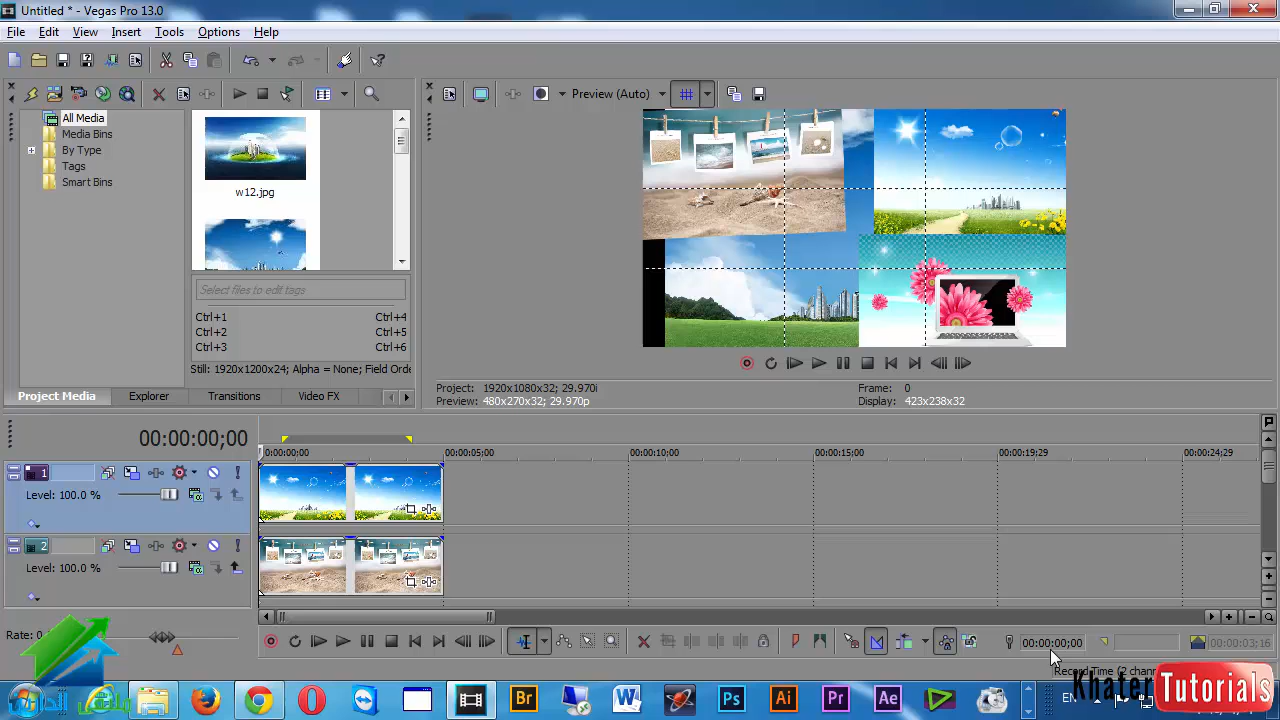 Untitled * - Vegas Pro 13.0
File Edit View Insert Tools Options Help
Preview (Auto)
All Media
Media Bins
By Type
Tags
Smart Bins
w12.jpg
Select files to edit tags
Ctrl+1 Ctrl+4
Ctrl+2 Ctrl+5
Ctrl+3 Ctrl+6
Still: 1920x1200x24; Alpha = None; Field Orde
Project Media Explorer Transitions Video FX
Project: 1920x1080x32; 29.970i
Preview: 480x270x32; 29.970p
Frame: 0
Display: 423x238x32
00:00:00;00
0:00:00;00 00:00:05;00 00:00:10;00 00:00:15;00 00:00:19;29 00:00:24;29
1
Level: 100.0 %
2
Level: 100.0 %
Rate: 0
00:00:00;00
00:00:03;16
Record Time (2 chann
Br W Ps Ai Pr Ae EN
Khater Tutorials